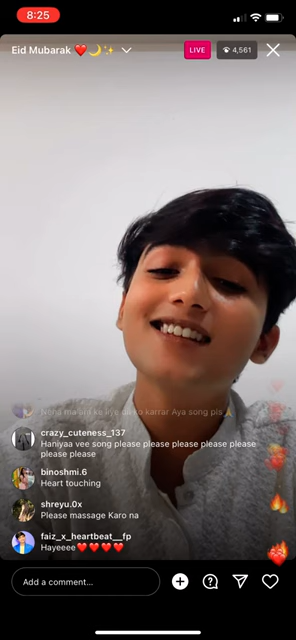 8:25
Eid Mubarak ❤️🌙✨
LIVE
4,561
crazy_cuteness_137
Haniyaa vee song please please please please please
please please
binoshmi.6
Heart touching
shreyu.0x
Please massage Karo na
faiz_x_heartbeat__fp
Hayeeee❤️❤️❤️❤️
Add a comment...